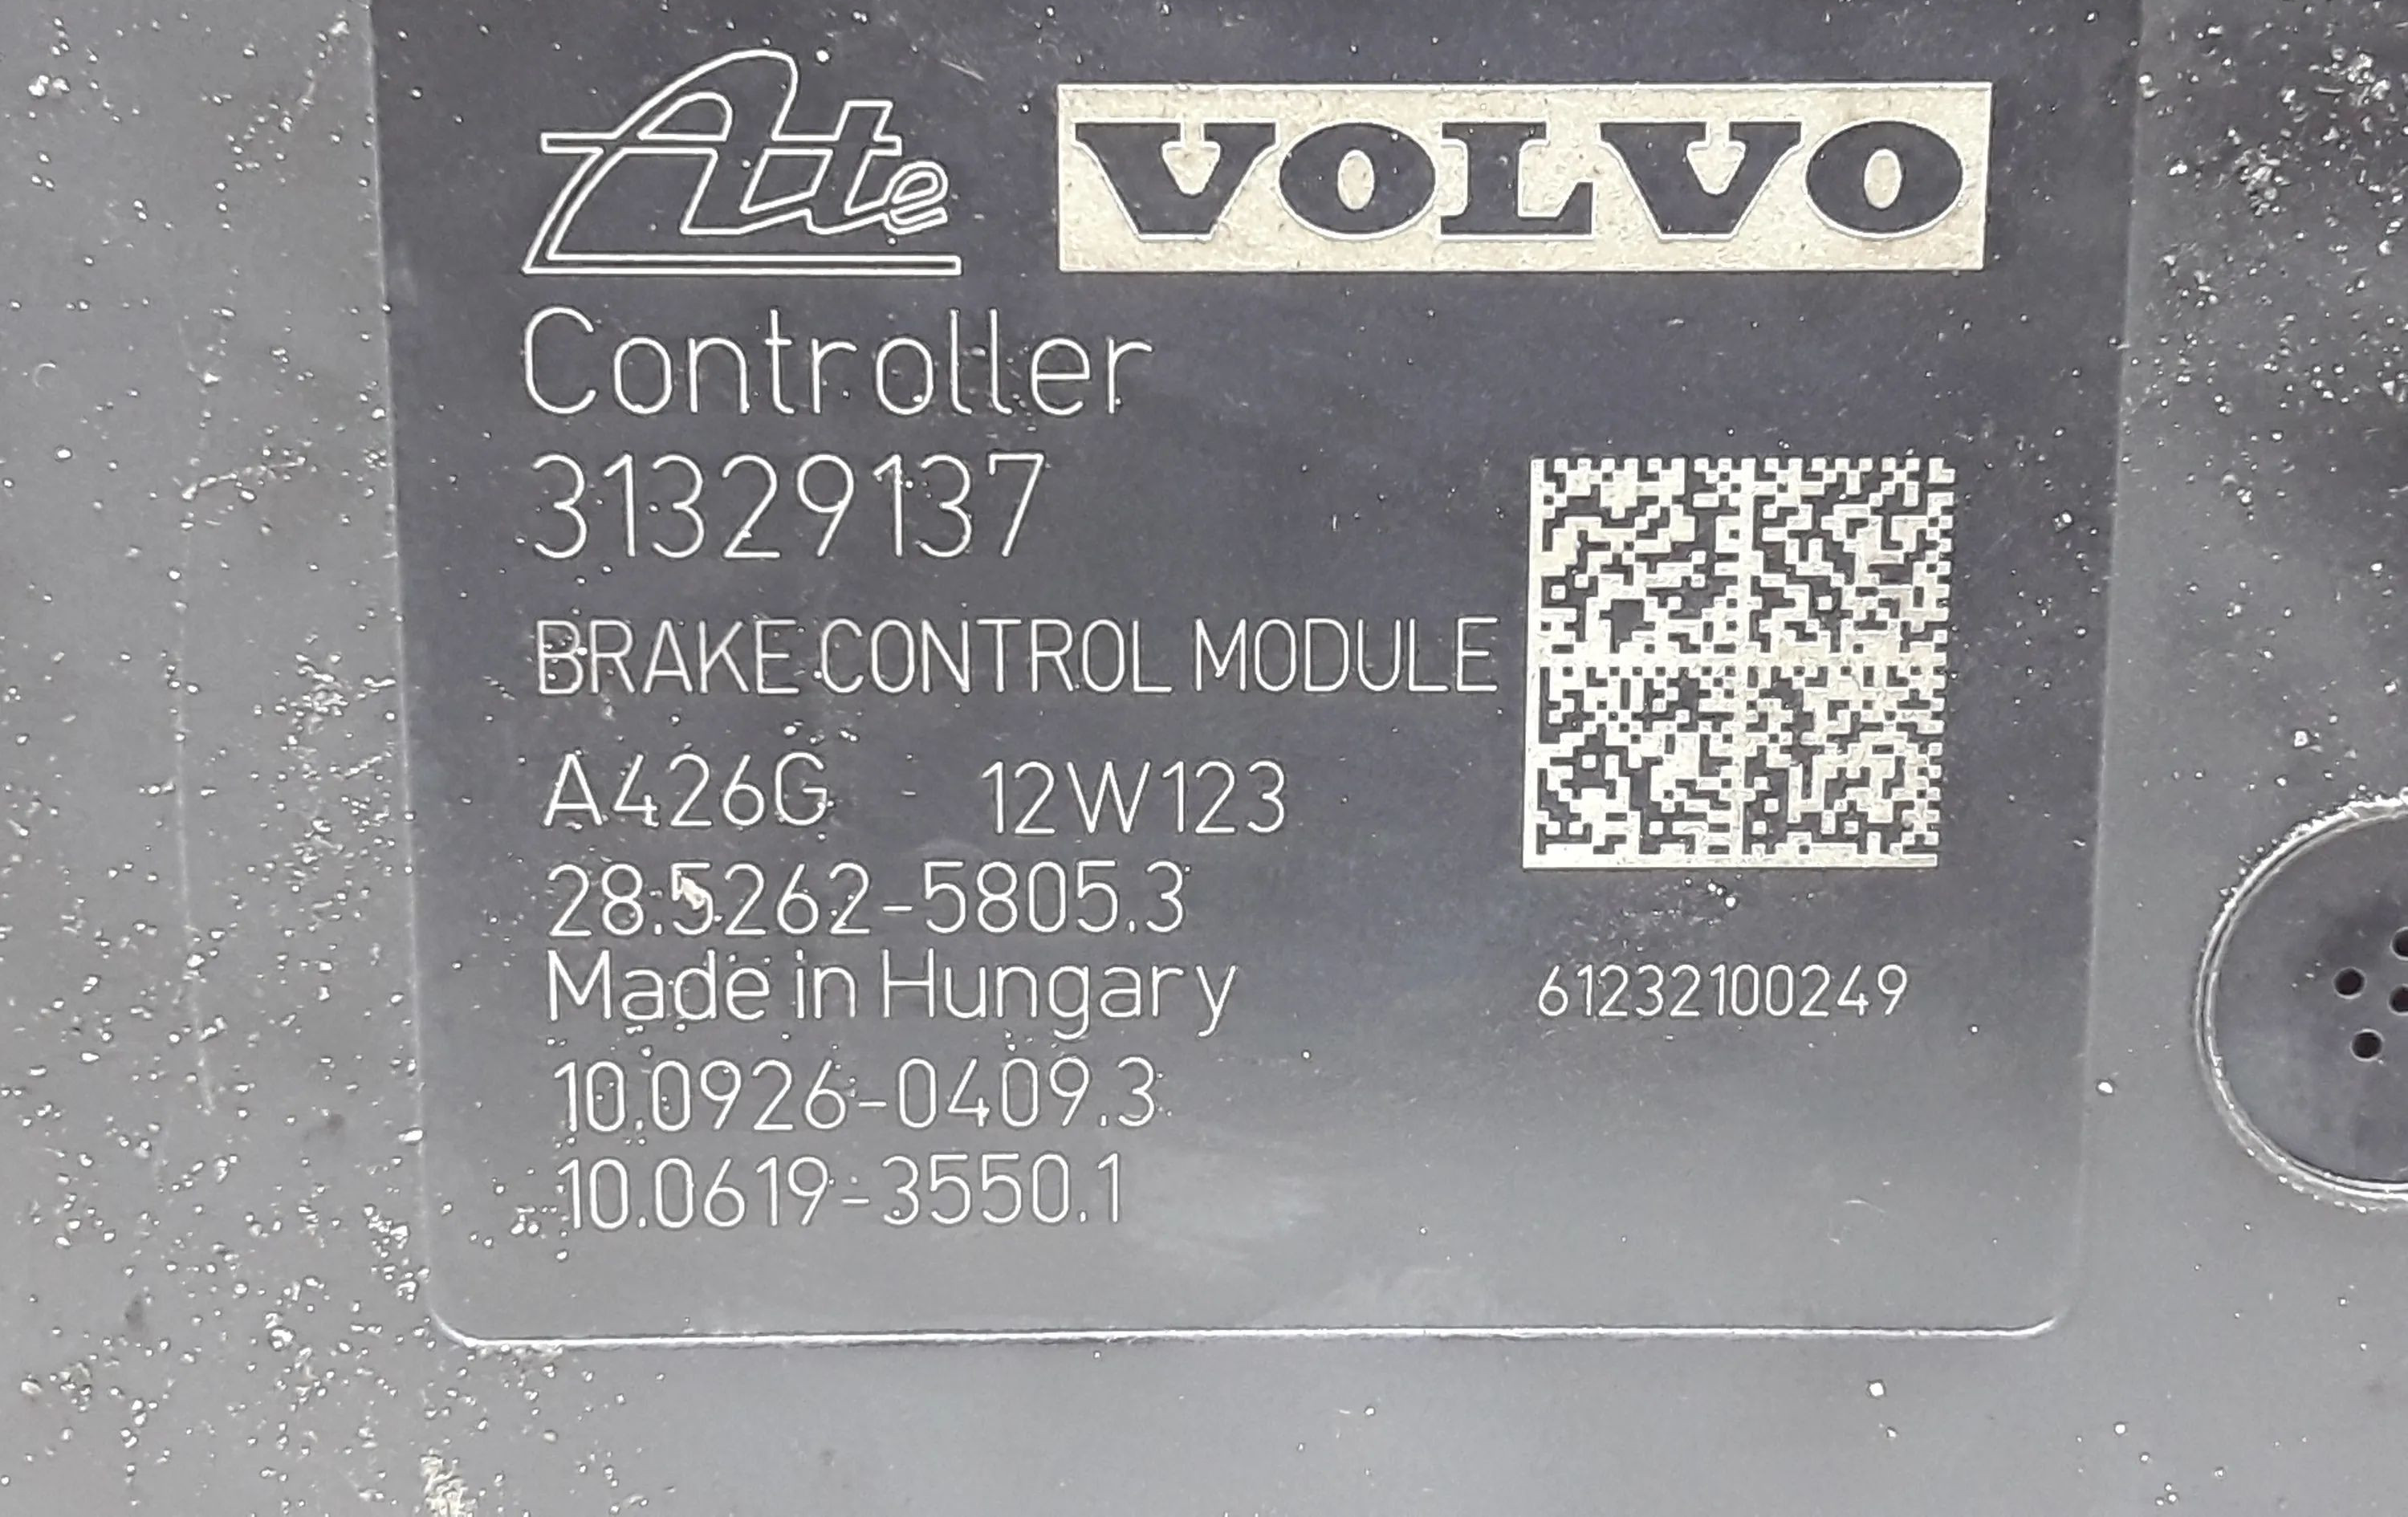 Ate VOLVO
Controller
31329137
BRAKE CONTROL MODULE
A426G 12W123
28.5262-5805.3
Made in Hungary
61232100249
10.0926-0409.3
10.0619-3550.1